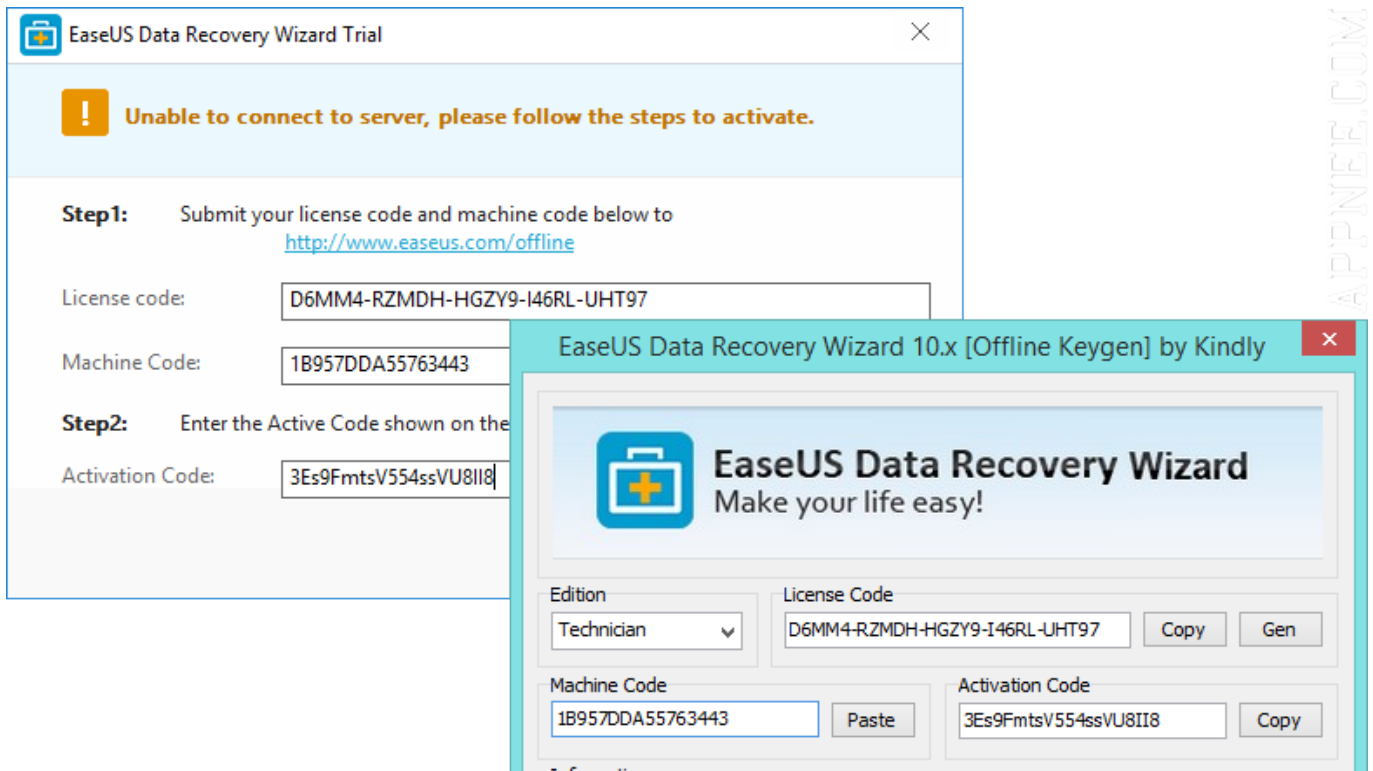 EaseUS Data Recovery Wizard Trial
Unable to connect to server, please follow the steps to activate.
Step1: Submit your license code and machine code below to
http://www.easeus.com/offline
License code: D6MM4-RZMDH-HGZY9-I46RL-UHT97
Machine Code: 1B957DDA55763443
Step2: Enter the Active Code shown on the
Activation Code: 3Es9FmtsV554ssVU8II8
EaseUS Data Recovery Wizard 10.x [Offline Keygen] by Kindly
EaseUS Data Recovery Wizard
Make your life easy!
Edition
Technician
License Code
D6MM4-RZMDH-HGZY9-I46RL-UHT97 Copy Gen
Machine Code
1B957DDA55763443 Paste
Activation Code
3Es9FmtsV554ssVU8II8 Copy
APPNEE.COM